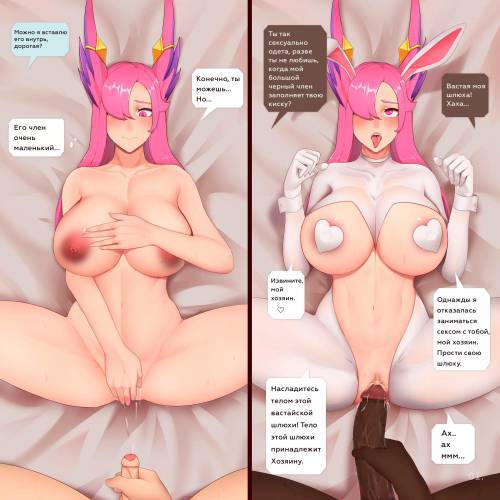 Можно я вставлю
его внутрь,
дорогая?
Конечно, ты
можешь...
Но...
Его член
очень
маленький...
Ты так
сексуально
одета, разве
ты не любишь,
когда мой
большой
черный член
заполняет твою
киску?
Вастая моя
шлюха!
Хаха...
Извините,
мой
хозяин.
♡
Однажды я
отказалась
заниматься
сексом с тобой,
мой хозяин.
Прости свою
шлюху.
Насладитесь
телом этой
вастайской
шлюхи! Тело
этой шлюхи
принадлежит
Хозяину.
Ах..
ах
ммм...
01.